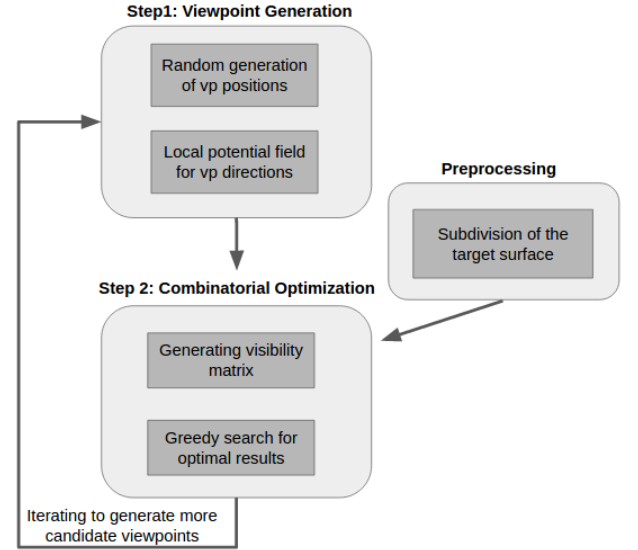 Step1: Viewpoint Generation
Random generation
of vp positions
Local potential field
for vp directions
Preprocessing
Subdivision of the
target surface
Step 2: Combinatorial Optimization
Generating visibility
matrix
Greedy search for
optimal results
Iterating to generate more
candidate viewpoints